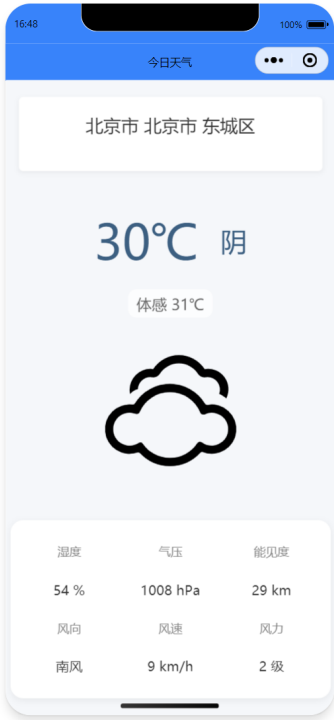 16:48
100%
今日天气
北京市 北京市 东城区
30℃ 阴
体感 31℃
湿度 气压 能见度
54 % 1008 hPa 29 km
风向 风速 风力
南风 9 km/h 2 级